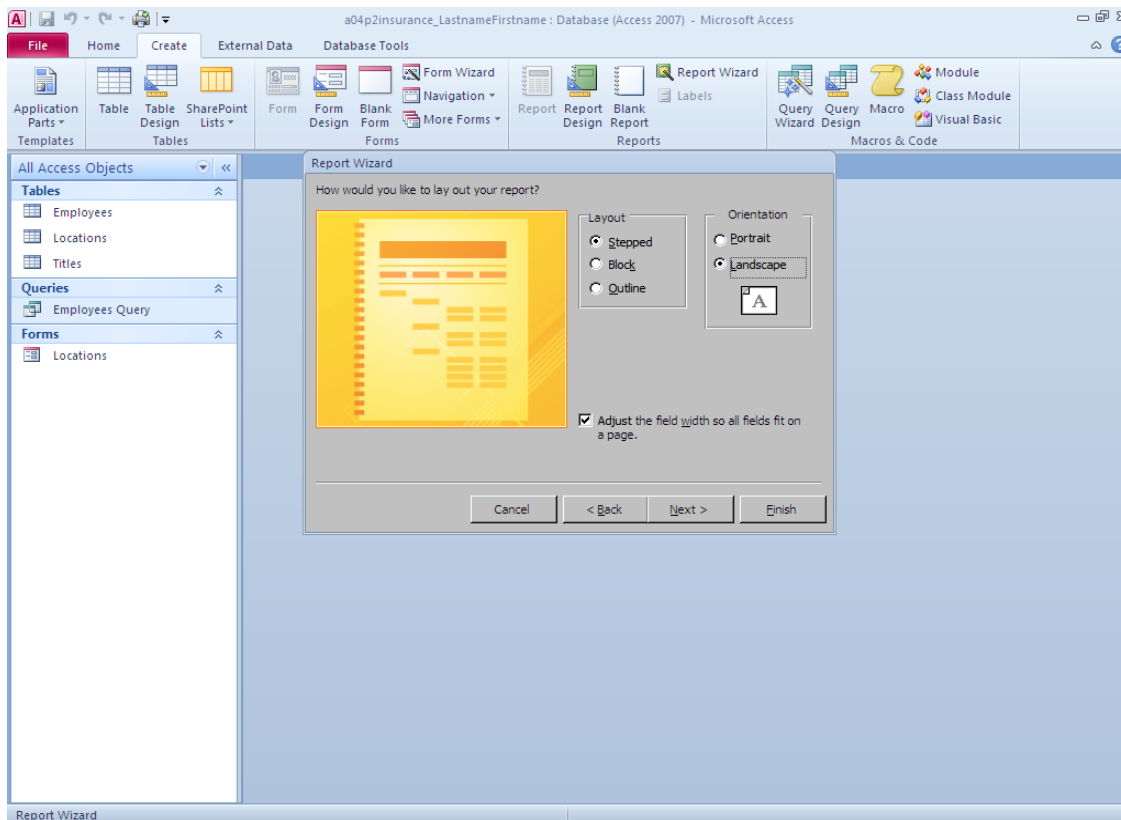 a04p2insurance_LastnameFirstname : Database (Access 2007) - Microsoft Access
File Home Create External Data Database Tools
Application Parts
Table
Table Design
SharePoint Lists
Form
Form Design
Blank Form
Form Wizard
Navigation
More Forms
Report
Report Design
Blank Report
Report Wizard
Labels
Query Wizard
Query Design
Macro
Module
Class Module
Visual Basic
Templates Tables Forms Reports Macros & Code
All Access Objects
Tables
Employees
Locations
Titles
Queries
Employees Query
Forms
Locations
Report Wizard
How would you like to lay out your report?
Layout
Stepped
Block
Outline
Orientation
Portrait
Landscape
A
Adjust the field width so all fields fit on
a page.
Cancel < Back Next > Finish
Report Wizard